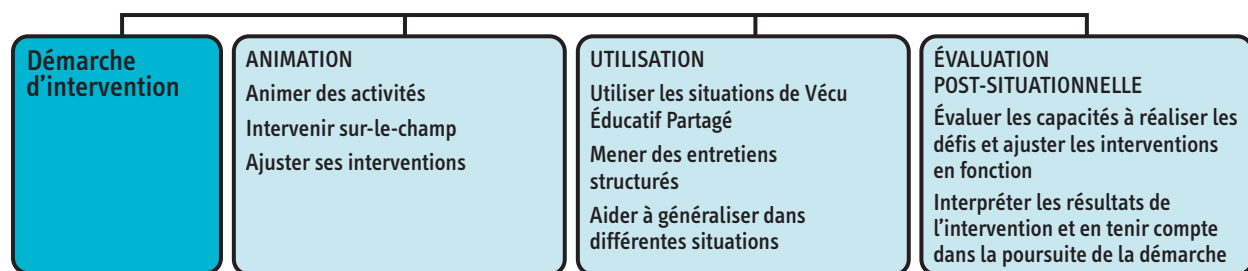 Démarche
d'intervention
ANIMATION
Animer des activités
Intervenir sur-le-champ
Ajuster ses interventions
UTILISATION
Utiliser les situations de Vécu
Éducatif Partagé
Mener des entretiens
structurés
Aider à généraliser dans
différentes situations
ÉVALUATION
POST-SITUATIONNELLE
Évaluer les capacités à réaliser les
défis et ajuster les interventions
en fonction
Interpréter les résultats de
l'intervention et en tenir compte
dans la poursuite de la démarche